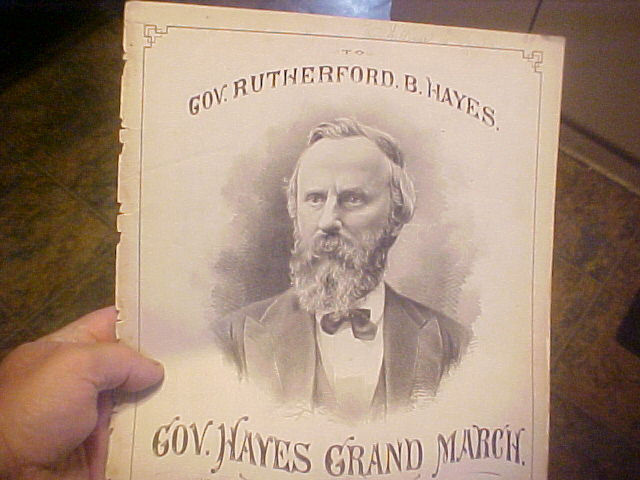 TO
GOV. RUTHERFORD. B. HAYES.
GOV. HAYES GRAND MARCH.